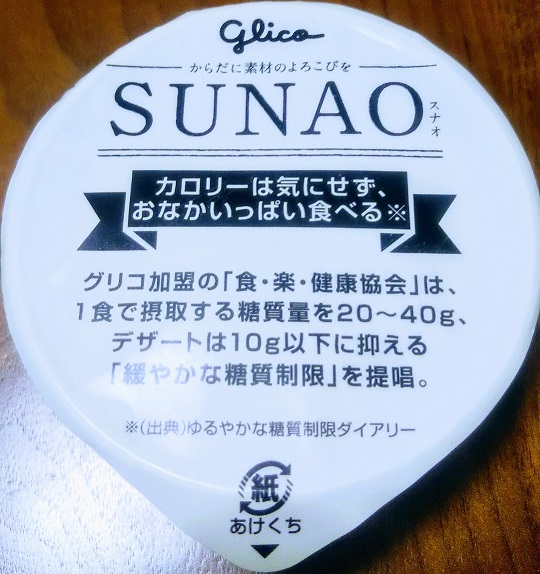 Glico
からだに素材のよろこびを
SUNAO
スナオ
カロリーは気にせず、
おなかいっぱい食べる※
グリコ加盟の「食・楽・健康協会」は、
1食で摂取する糖質量を20～40g、
デザートは10g以下に抑える
「緩やかな糖質制限」を提唱。
※(出典)ゆるやかな糖質制限ダイアリー
紙
あけくち